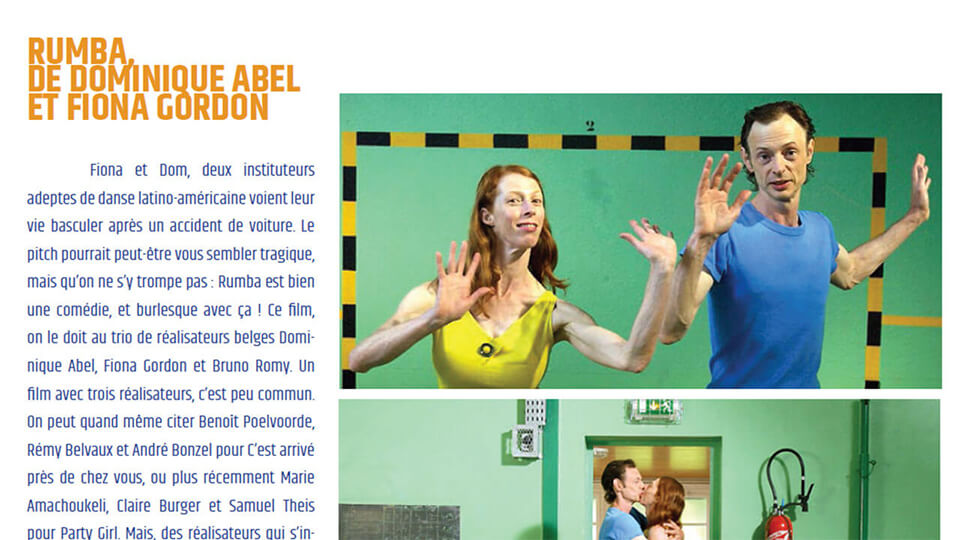 RUMBA,
DE DOMINIQUE ABEL
ET FIONA GORDON
Fiona et Dom, deux instituteurs
adeptes de danse latino-américaine voient leur
vie basculer après un accident de voiture. Le
pitch pourrait peut-être vous sembler tragique,
mais qu'on ne s'y trompe pas : Rumba est bien
une comédie, et burlesque avec ça ! Ce film,
on le doit au trio de réalisateurs belges Domi-
nique Abel, Fiona Gordon et Bruno Romy. Un
film avec trois réalisateurs, c'est peu commun.
On peut quand même citer Benoît Poelvoorde,
Rémy Belvaux et André Bonzel pour C'est arrivé
près de chez vous, ou plus récemment Marie
Amachoukeli, Claire Burger et Samuel Theis
pour Party Girl. Mais, des réalisateurs qui s'in-
2